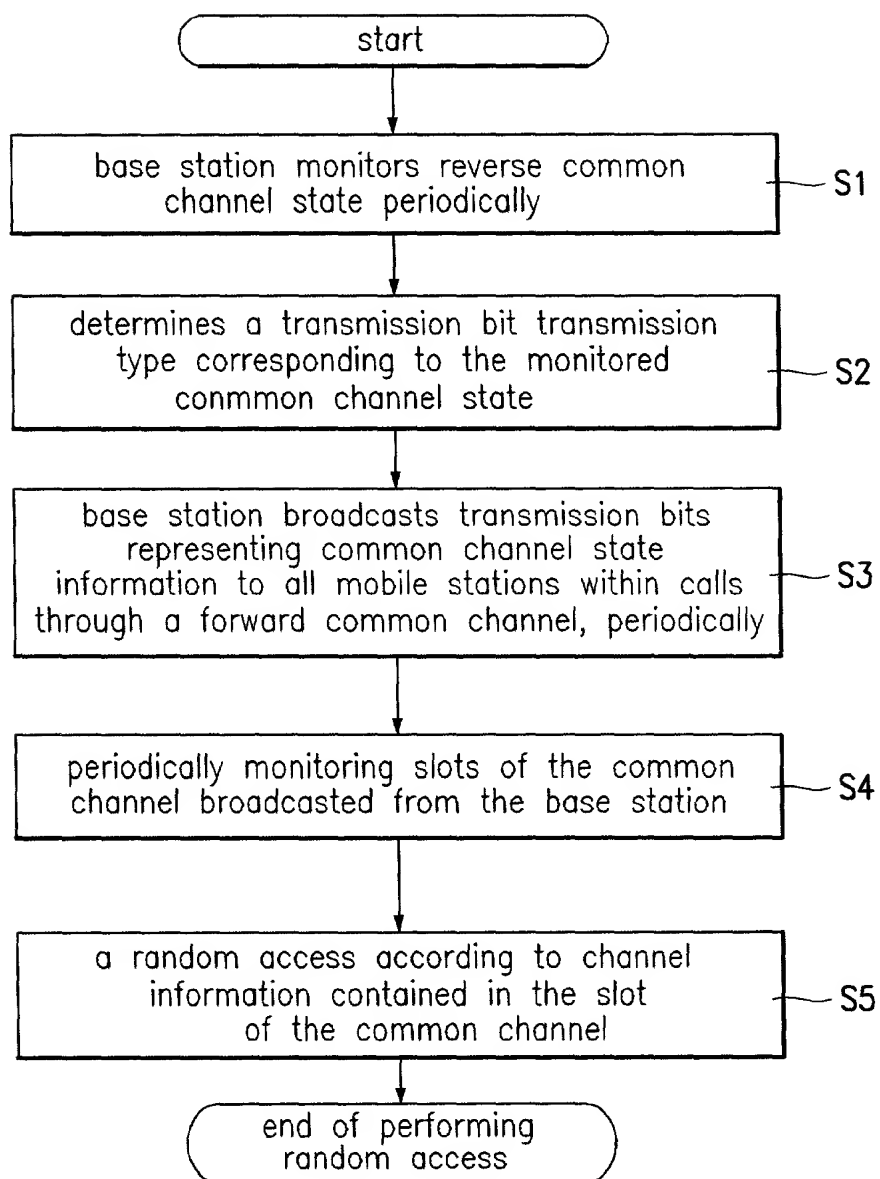 start
base station monitors reverse common
channel state periodically
S1
determines a transmission bit transmission
type corresponding to the monitored
conmmon channel state
S2
base station broadcasts transmission bits
representing common channel state
information to all mobile stations within calls
through a forward common channel, periodically
S3
periodically monitoring slots of the common
channel broadcasted from the base station
S4
a random access according to channel
information contained in the slot
of the common channel
S5
end of performing
random access